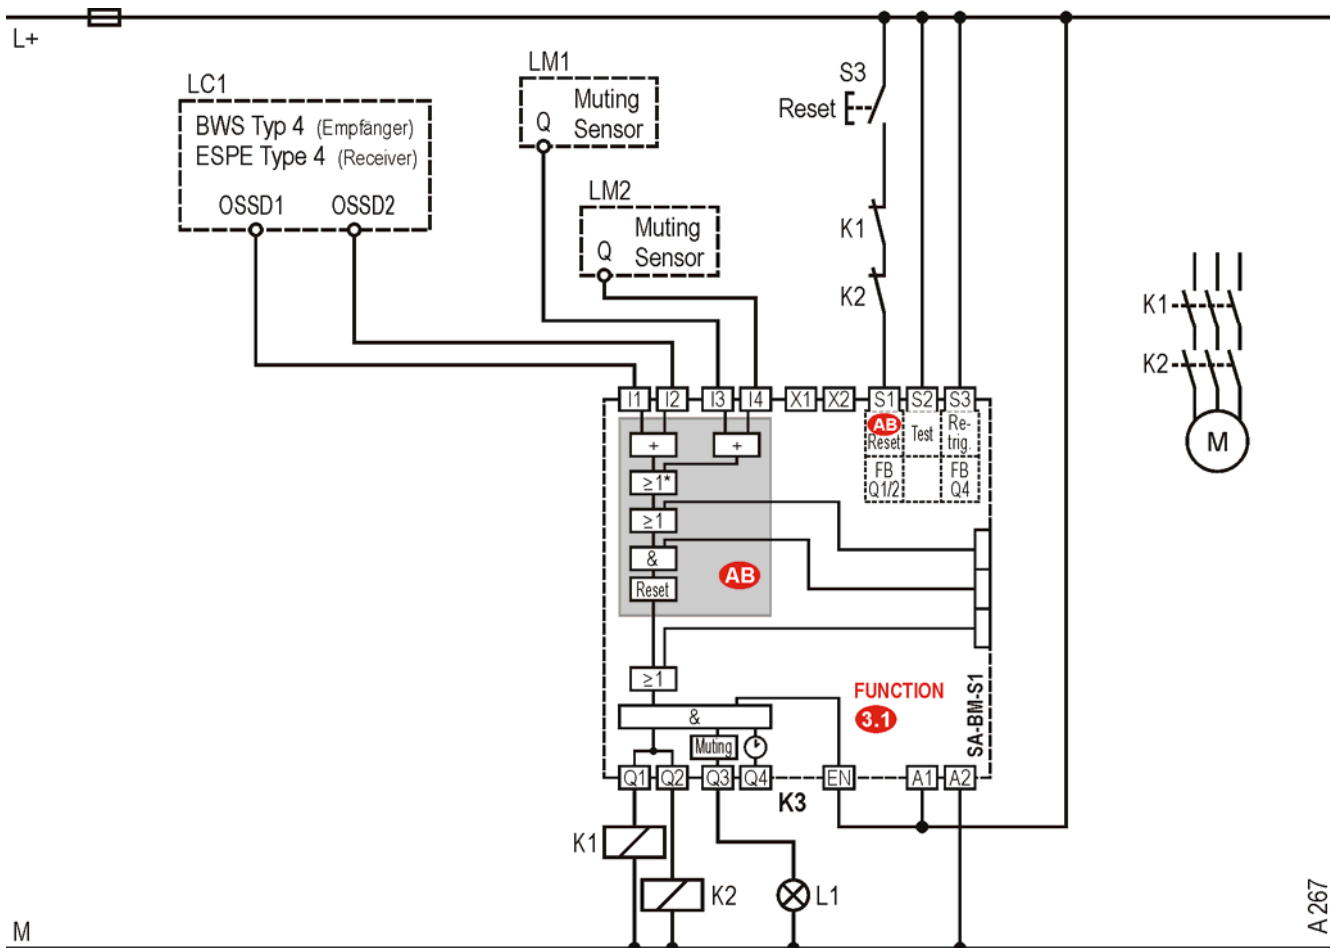 L+
LC1
BWS Typ 4 (Empfänger)
ESPE Type 4 (Receiver)
OSSD1 OSSD2
LM1
Muting
Q Sensor
LM2
Muting
Q Sensor
S3
Reset
K1
K2
K1
K2
M
I1 I2 I3 I4 X1 X2 S1 S2 S3
AB
Reset
Test
Re-
trig.
FB
Q1/2
FB
Q4
+ +
≥1*
≥1
&
Reset
AB
≥1
&
Muting
FUNCTION
3.1
SA-BM-S1
Q1 Q2 Q3 Q4 EN A1 A2
K3
K1
K2
L1
M
A 267